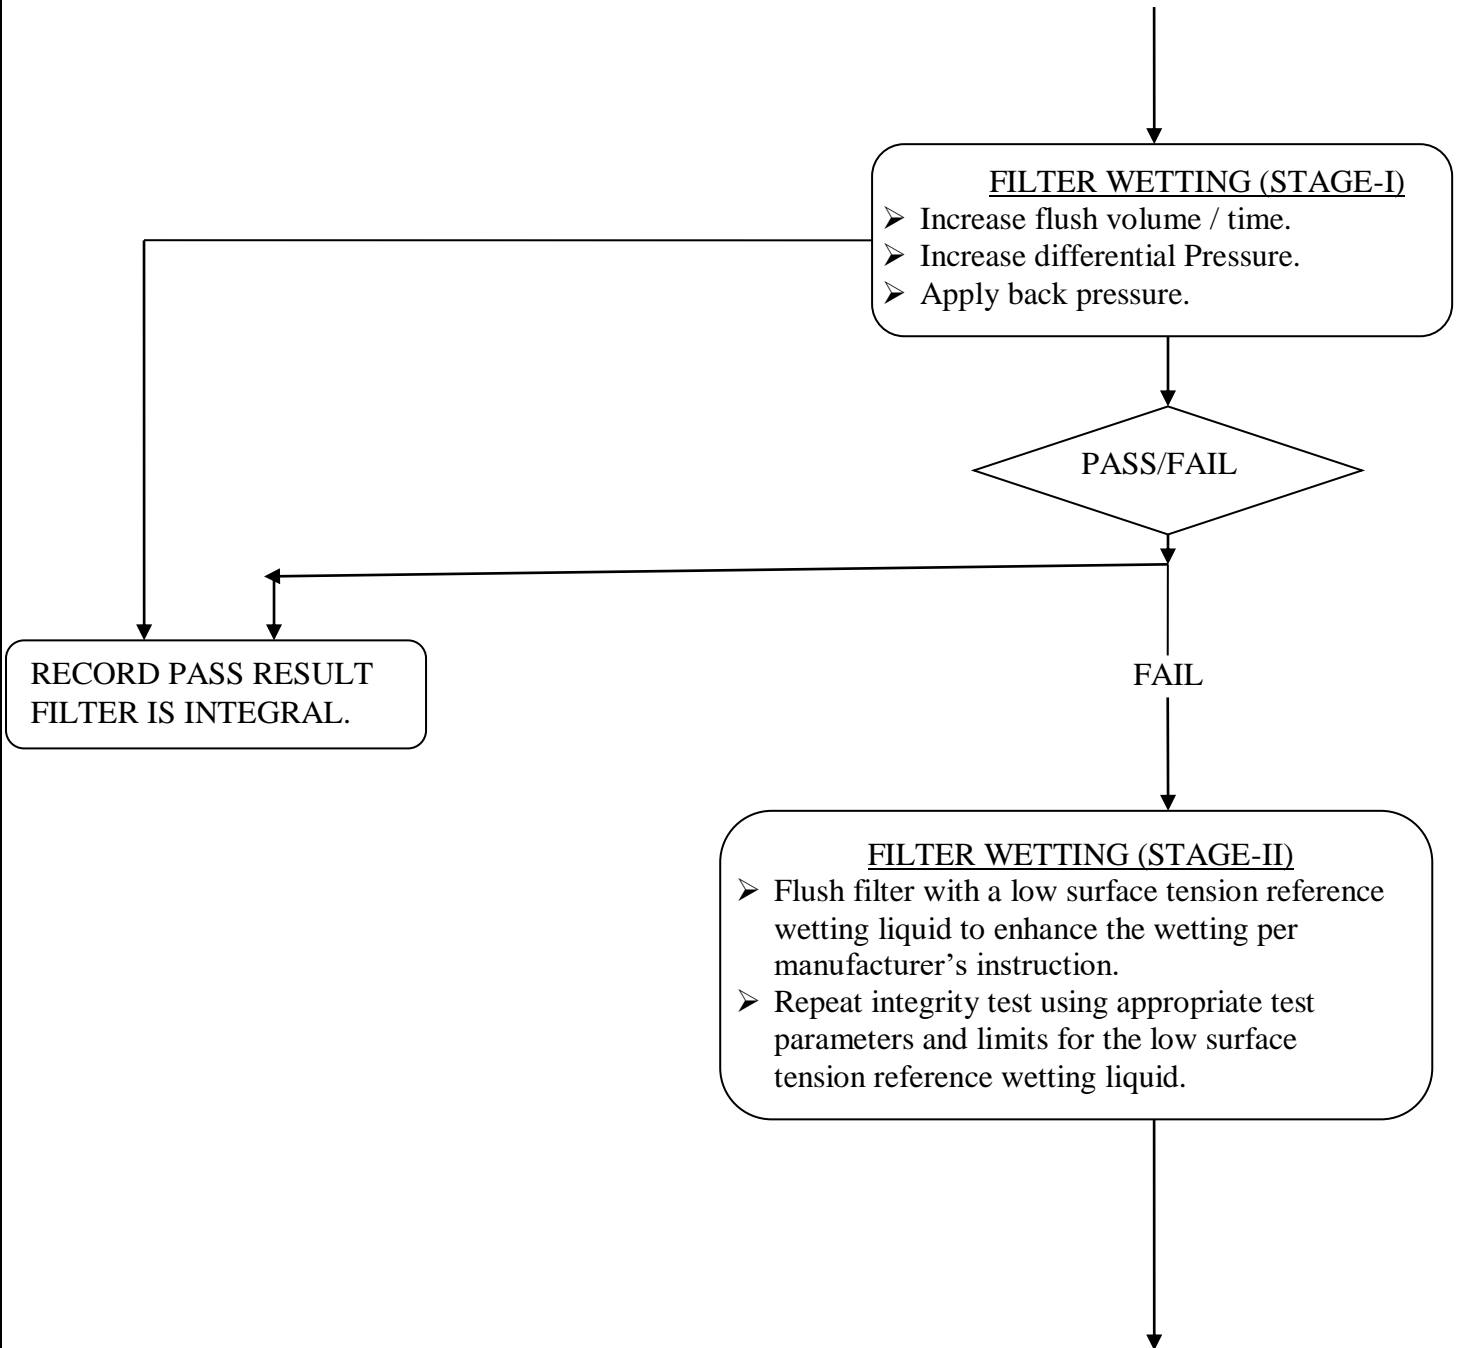 FILTER WETTING (STAGE-I)
➢ Increase flush volume / time.
➢ Increase differential Pressure.
➢ Apply back pressure.
PASS/FAIL
RECORD PASS RESULT
FILTER IS INTEGRAL.
FAIL
FILTER WETTING (STAGE-II)
➢ Flush filter with a low surface tension reference
wetting liquid to enhance the wetting per
manufacturer’s instruction.
➢ Repeat integrity test using appropriate test
parameters and limits for the low surface
tension reference wetting liquid.